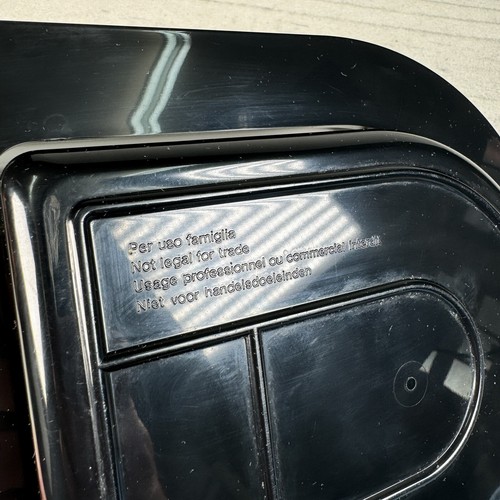 Per uso famiglia
Not legal for trade
Usage professionnel ou commercial interdit
Niet voor handelsdoeleinden